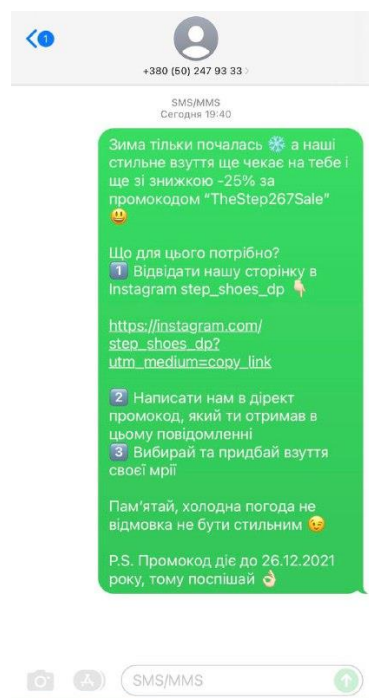 1
+380 (50) 247 93 33
SMS/MMS
Сегодня 19:40
Зима тільки почалась ❄️ а наші
стильне взуття ще чекає на тебе і
ще зі знижкою -25% за
промокодом “TheStep267Sale”
😃
Що для цього потрібно?
1️⃣ Відвідати нашу сторінку в
Instagram step_shoes_dp 👇🏻
https://instagram.com/
step_shoes_dp?
utm_medium=copy_link
2️⃣ Написати нам в дірект
промокод, який ти отримав в
цьому повідомленні
3️⃣ Вибирай та придбай взуття
своєї мрії
Пам’ятай, холодна погода не
відмовка не бути стильним 😉
P.S. Промокод діє до 26.12.2021
року, тому поспішай 👌🏻
SMS/MMS